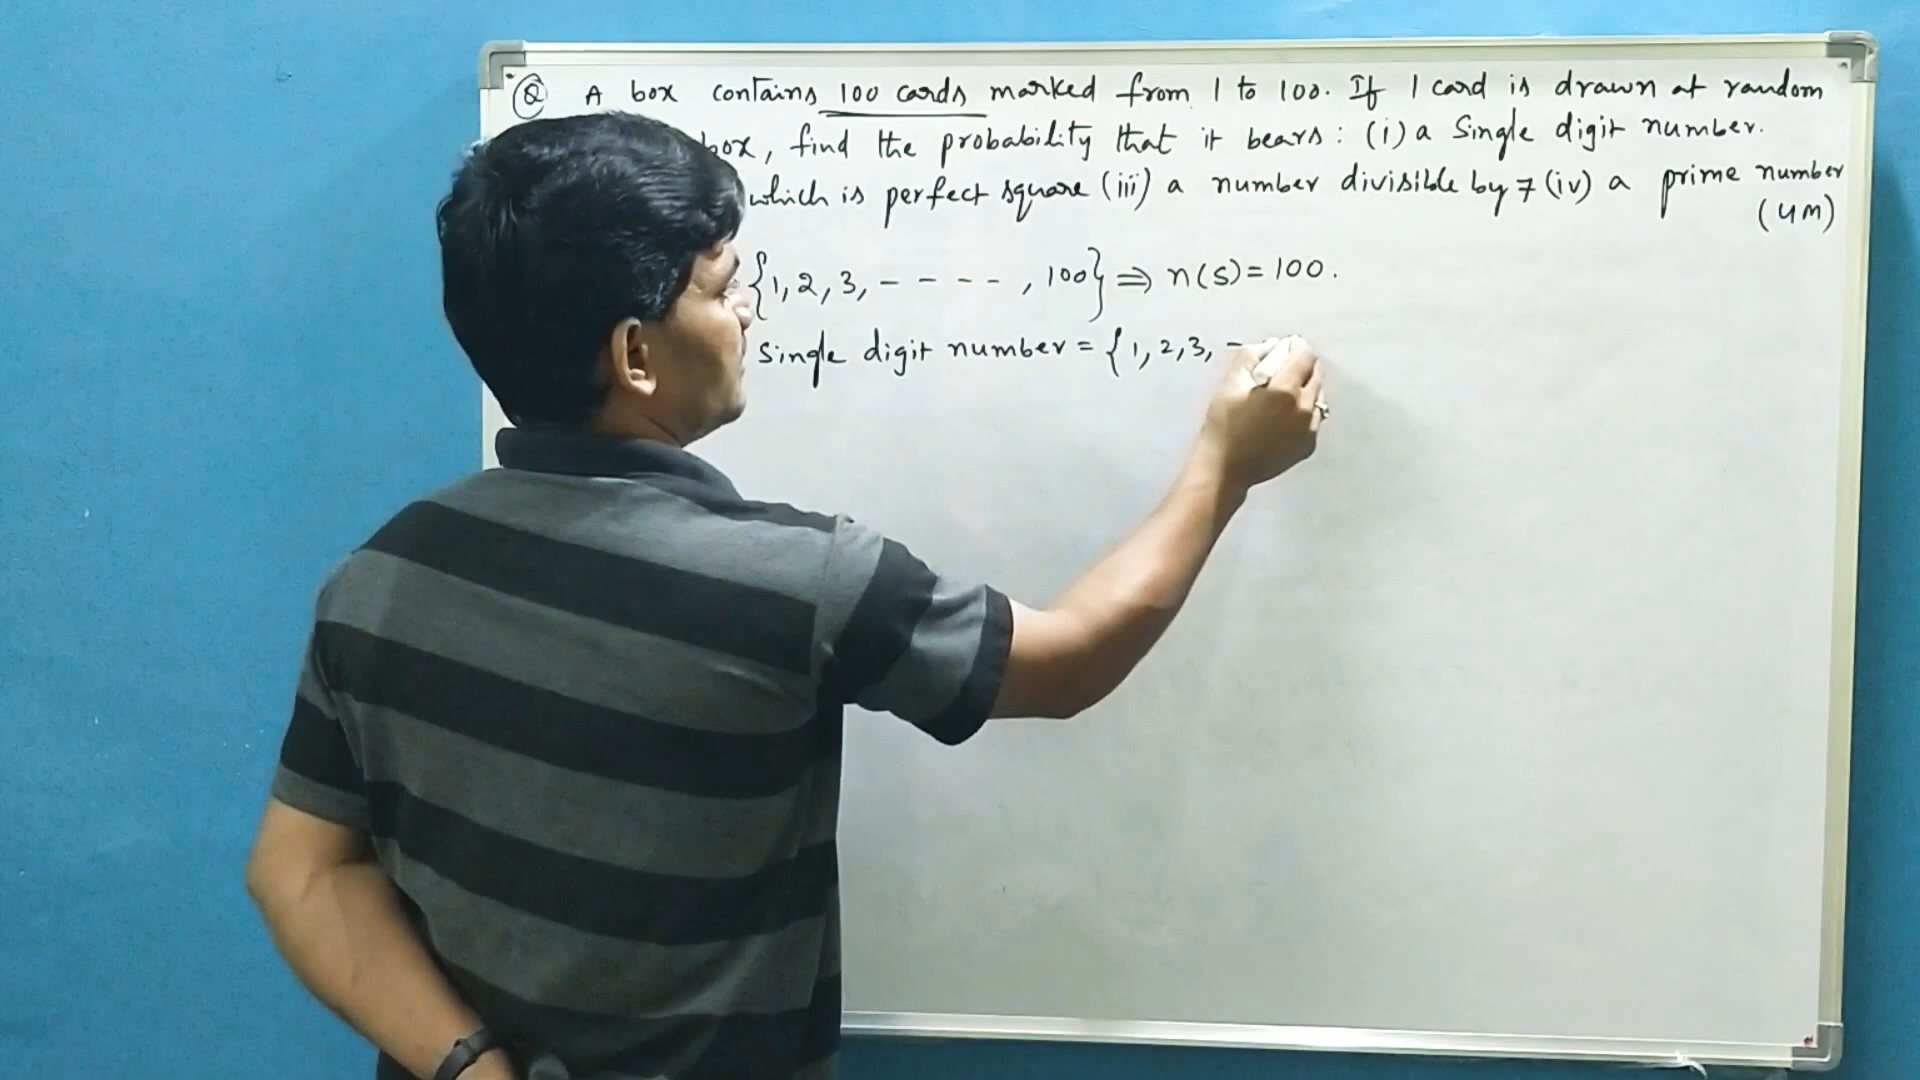 Q A box contains 100 cards marked from 1 to 100. If 1 card is drawn at random
box, find the probability that it bears: (i) a Single digit number.
which is perfect square (iii) a number divisible by 7 (iv) a prime number
(4M)
{1, 2, 3, - - - - , 100} ⇒ n(s) = 100.
Single digit number = { 1, 2, 3, -